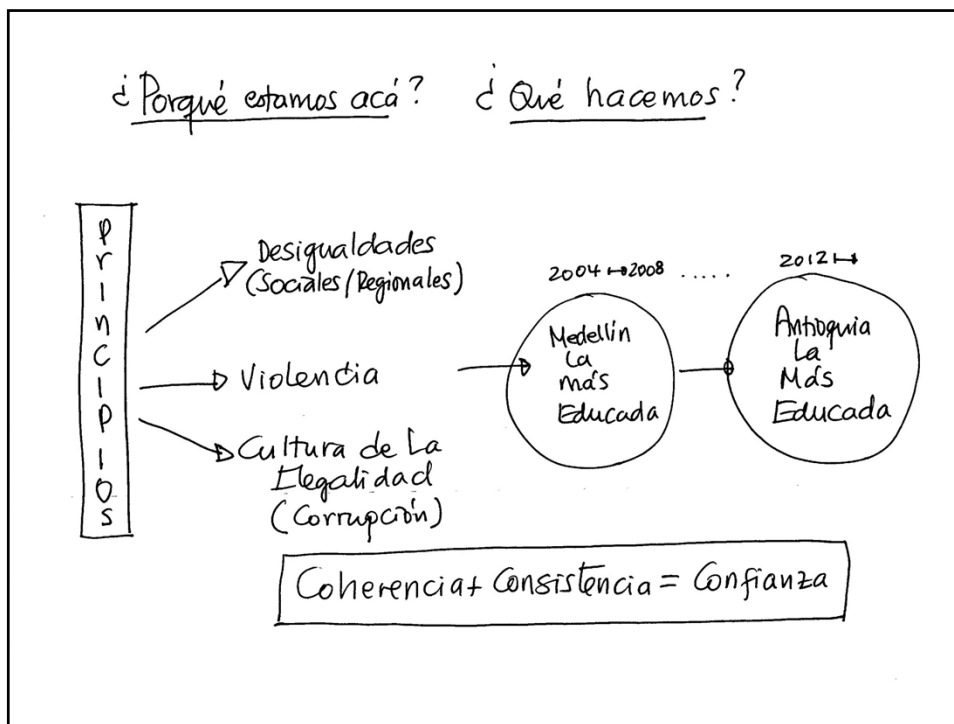 ¿Porqué estamos acá? ¿Qué hacemos?
PrINCIPIOS
Desigualdades
(Sociales/Regionales)
Violencia
Cultura de La
Ilegalidad
(Corrupción)
2004 ↦ 2008 .....
Medellín
La
más
Educada
2012 ↦
Antioquia
La
Más
Educada
Coherencia + Consistencia = Confianza